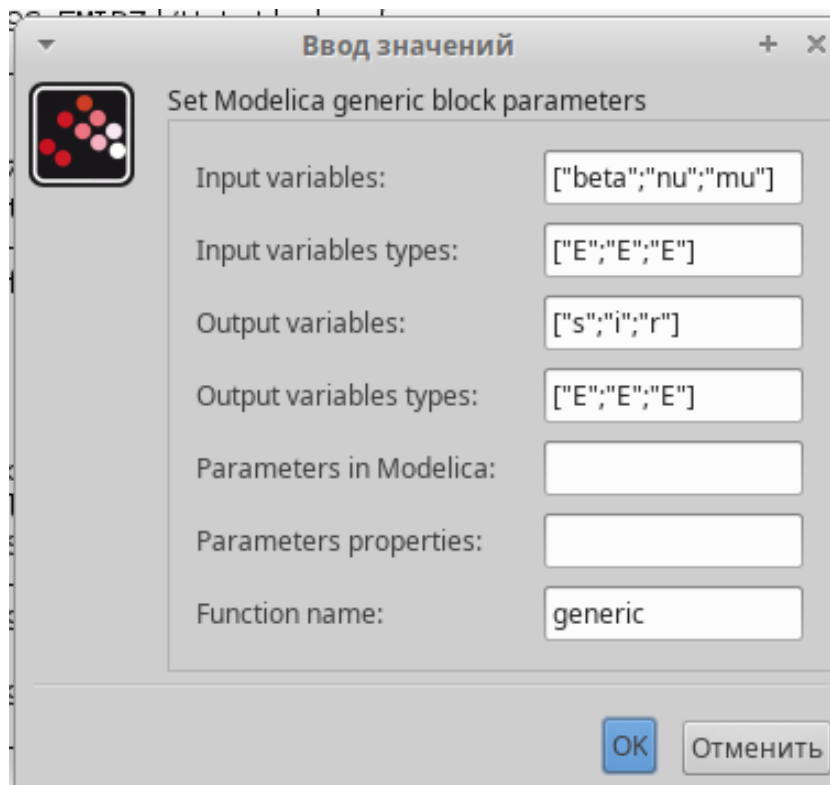 Ввод значений
Set Modelica generic block parameters
Input variables: ["beta";"nu";"mu"]
Input variables types: ["E";"E";"E"]
Output variables: ["s";"i";"r"]
Output variables types: ["E";"E";"E"]
Parameters in Modelica:
Parameters properties:
Function name: generic
OK Отменить